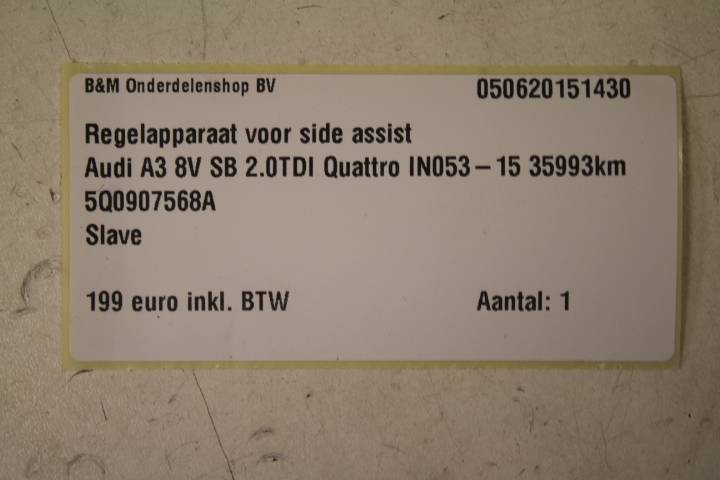 B&M Onderdelenshop BV 050620151430
Regelapparaat voor side assist
Audi A3 8V SB 2.0TDI Quattro IN053 – 15 35993km
5Q0907568A
Slave
199 euro inkl. BTW Aantal: 1